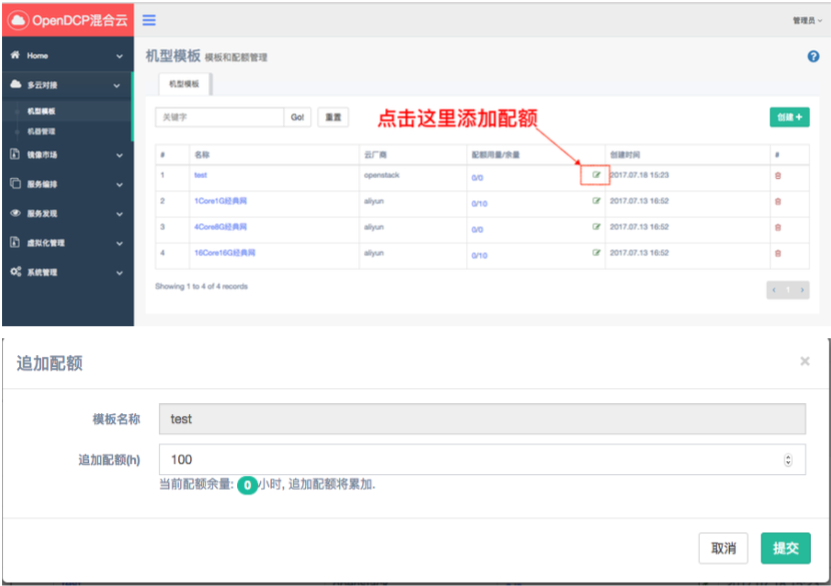 OpenDCP混合云
管理员
Home
多云对接
机型模板
机器管理
镜像市场
服务编排
服务发现
虚拟化管理
系统管理
机型模板 模板和配额管理
机型模板
关键字 Go! 重置
点击这里添加配额
创建+
# 名称 云厂商 配额用量/余量 创建时间 #
1 test openstack 0/0 2017.07.18 15:23
2 1Core1G经典网 aliyun 0/10 2017.07.13 16:52
3 4Core8G经典网 aliyun 0/0 2017.07.13 16:52
4 16Core16G经典网 aliyun 0/10 2017.07.13 16:52
Showing 1 to 4 of 4 records
< 1 >
追加配额 ×
模板名称 test
追加配额(h) 100
当前配额余量: 0 小时, 追加配额将累加.
取消 提交